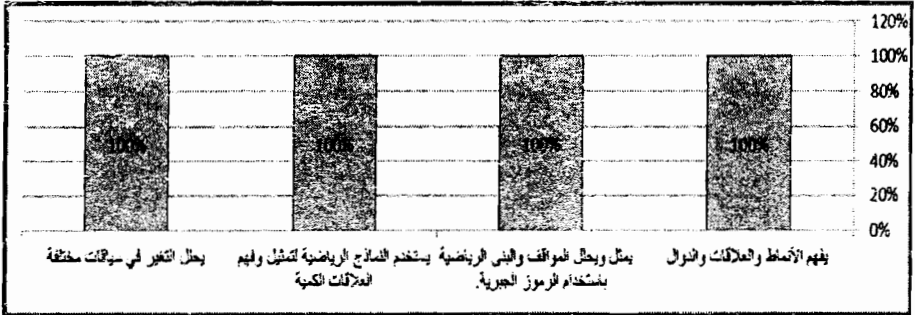 120%
100%
80%
60%
40%
20%
0%
100%
100%
100%
100%
يفهم الأنماط والعلاقات والدوال
يمثل ويحلل المواقف والبنى الرياضية
باستخدام الرموز الجبرية.
يستخدم النماذج الرياضية لتمثيل وفهم
العلاقات الكمية
يحلل التغير في سياقات مختلفة